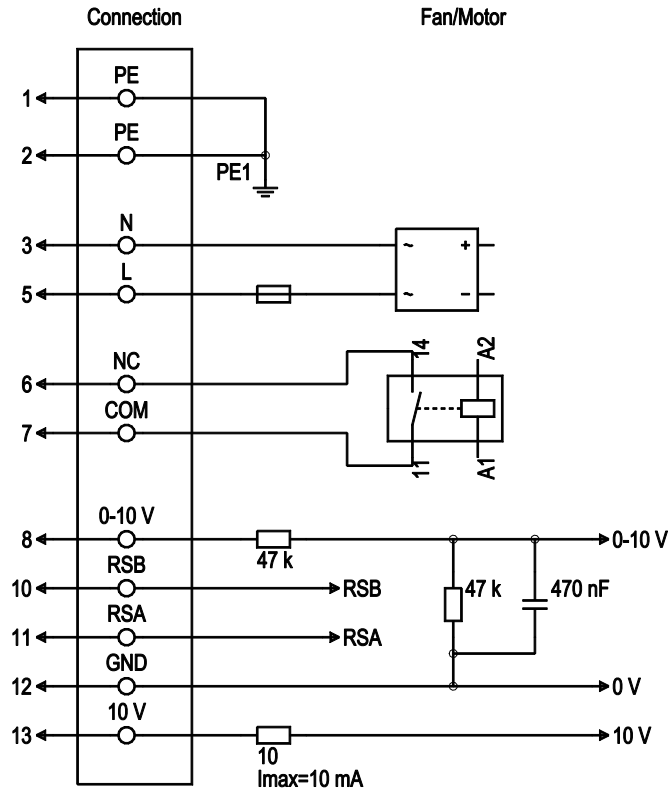 Connection Fan/Motor
PE
1
PE
2
PE1
N
3 ~ +
L
5 ~ -
14 A2
NC
6
COM
7
11 A1
0-10 V
8 0-10 V
47 k
RSB
10 RSB 47 k 470 nF
RSA
11 RSA
GND
12 0 V
10 V
13 10 V
10
Imax=10 mA